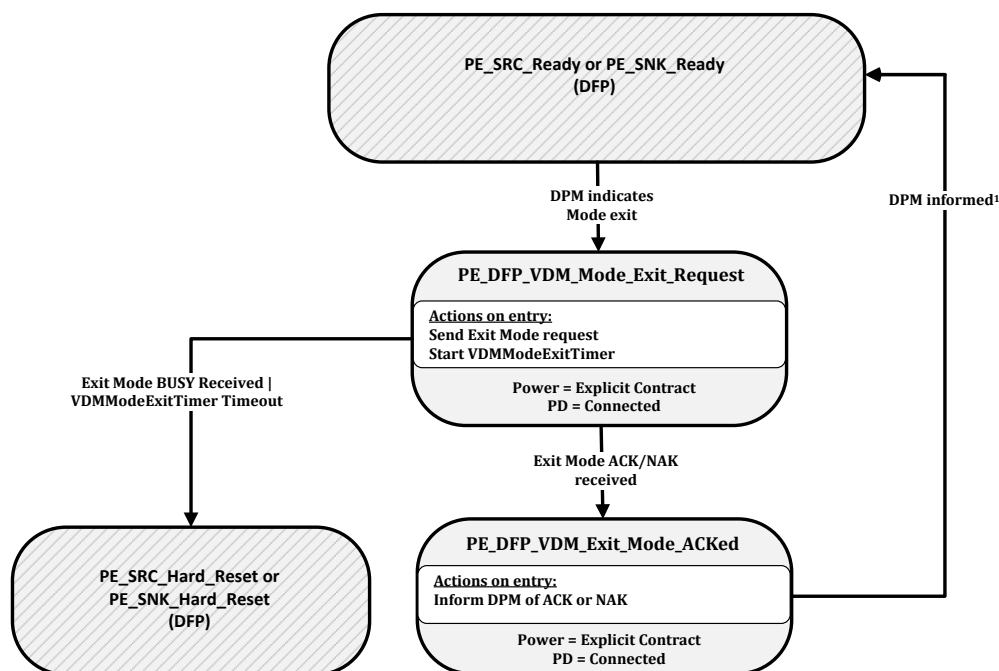 PE_SRC_Ready or PE_SNK_Ready
(DFP)
DPM indicates
Mode exit
DPM informed¹
PE_DFP_VDM_Mode_Exit_Request
Actions on entry:
Send Exit Mode request
Start VDMModeExitTimer
Power = Explicit Contract
PD = Connected
Exit Mode BUSY Received |
VDMModeExitTimer Timeout
Exit Mode ACK/NAK
received
PE_SRC_Hard_Reset or
PE_SNK_Hard_Reset
(DFP)
PE_DFP_VDM_Exit_Mode_ACKed
Actions on entry:
Inform DPM of ACK or NAK
Power = Explicit Contract
PD = Connected